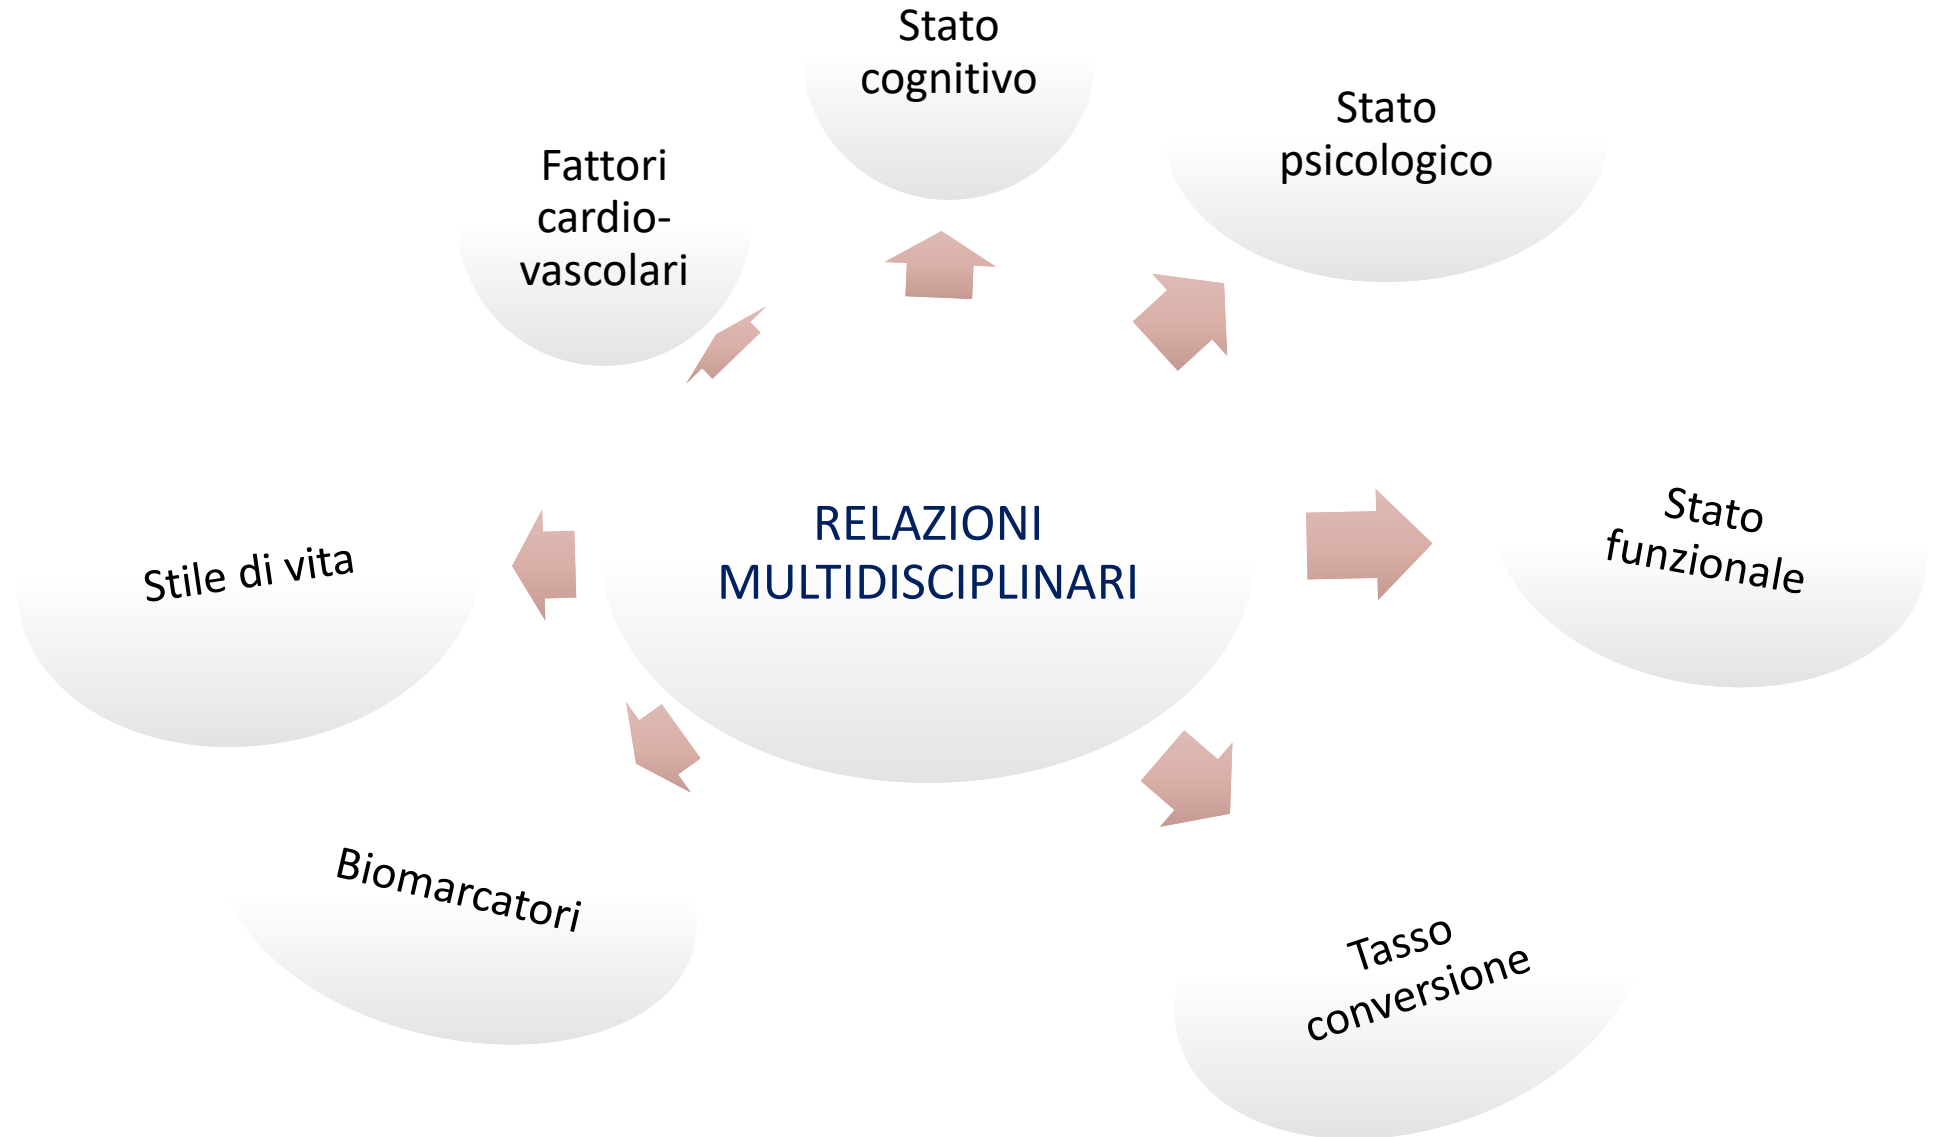 Stato
cognitivo
Stato
psicologico
Fattori
cardio-
vascolari
RELAZIONI
MULTIDISCIPLINARI
Stato
funzionale
Stile di vita
Biomarcatori
Tasso
conversione